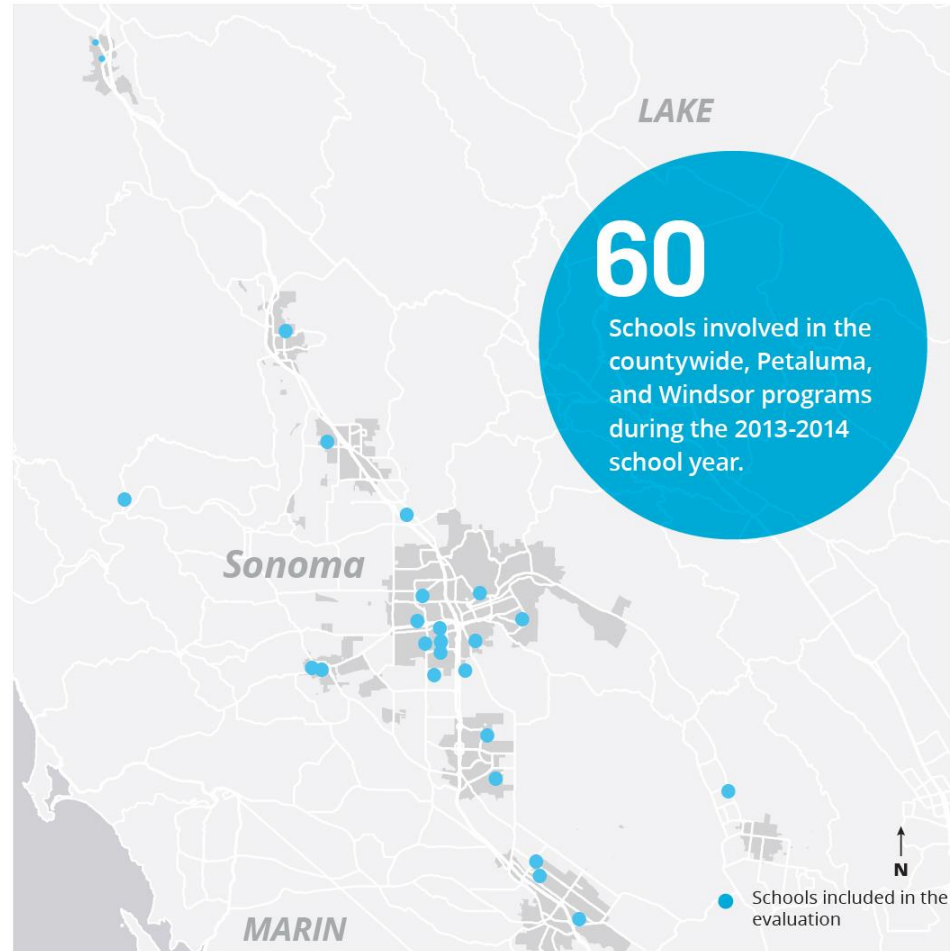 LAKE
60
Schools involved in the
countywide, Petaluma,
and Windsor programs
during the 2013-2014
school year.
Sonoma
N
Schools included in the
evaluation
MARIN